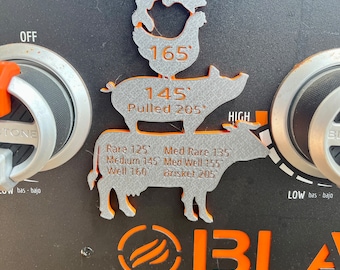 OFF
165°
145°
Pulled 205°
HIGH
Rare 125° Med Rare 135°
Medium 145° Med Well 155°
Well 160° Brisket 205°
LOW bas - bajo
LOW bas - bajo
BLA